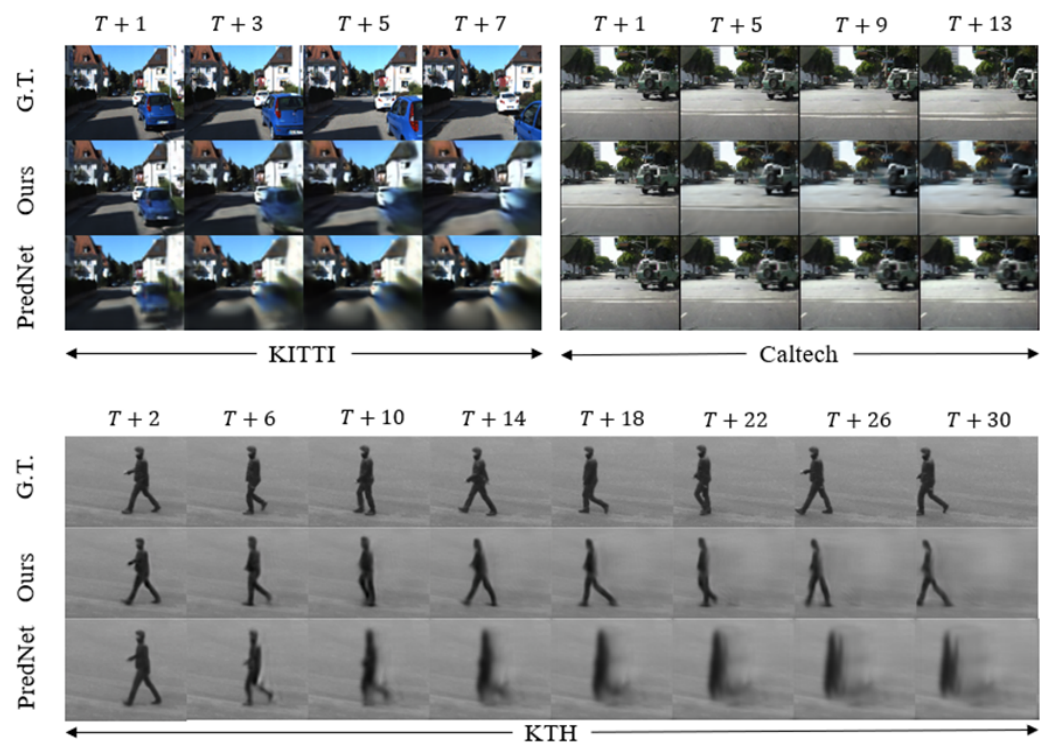 T + 1 T + 3 T + 5 T + 7 T + 1 T + 5 T + 9 T + 13
G.T.
Ours
PredNet
KITTI Caltech
T + 2 T + 6 T + 10 T + 14 T + 18 T + 22 T + 26 T + 30
G.T.
Ours
PredNet
KTH